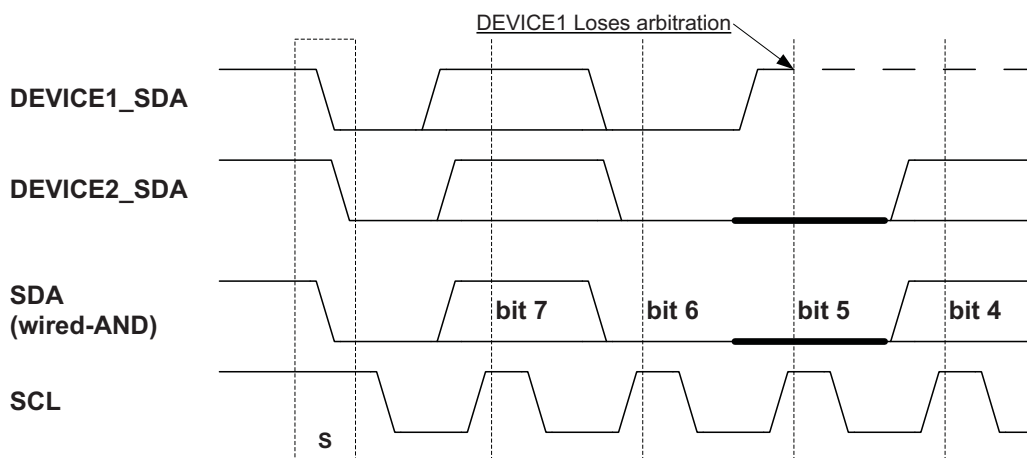 DEVICE1 Loses arbitration
DEVICE1_SDA
DEVICE2_SDA
SDA
(wired-AND)
bit 7 bit 6 bit 5 bit 4
SCL
S